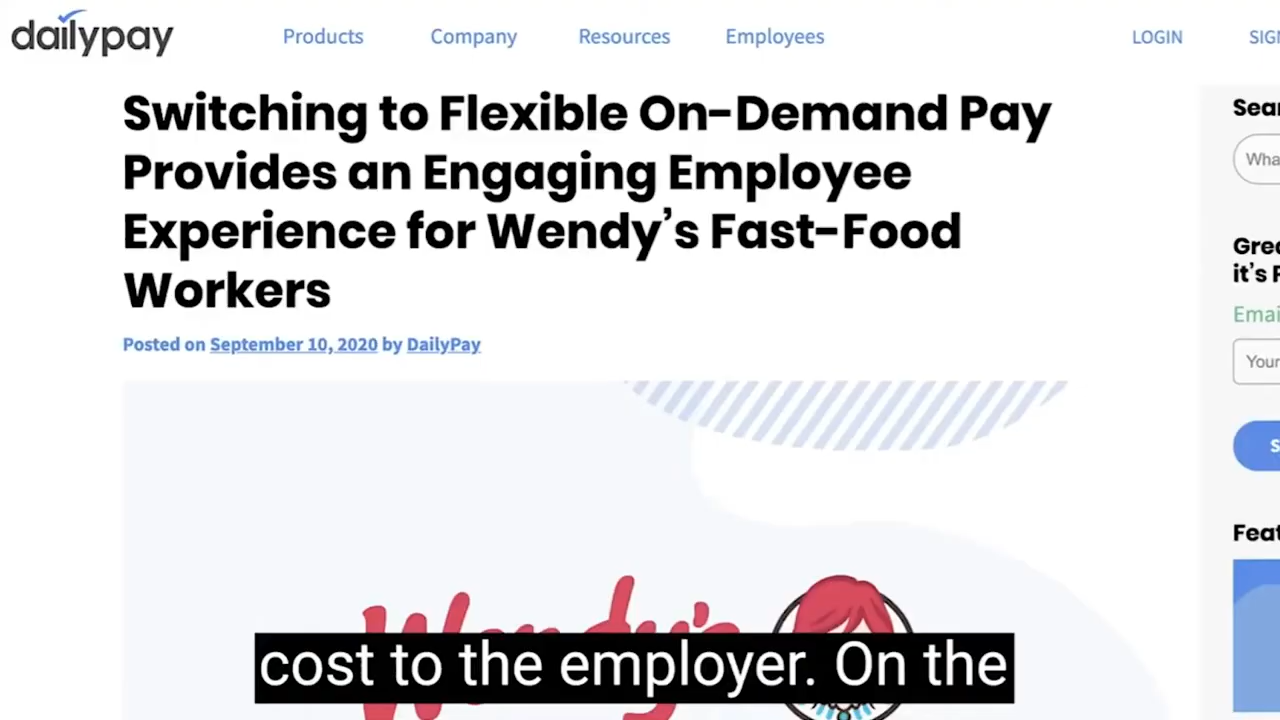 dailypay
Products Company Resources Employees LOGIN
Switching to Flexible On-Demand Pay
Provides an Engaging Employee
Experience for Wendy’s Fast-Food
Workers
Posted on September 10, 2020 by DailyPay
Wendy's
cost to the employer. On the